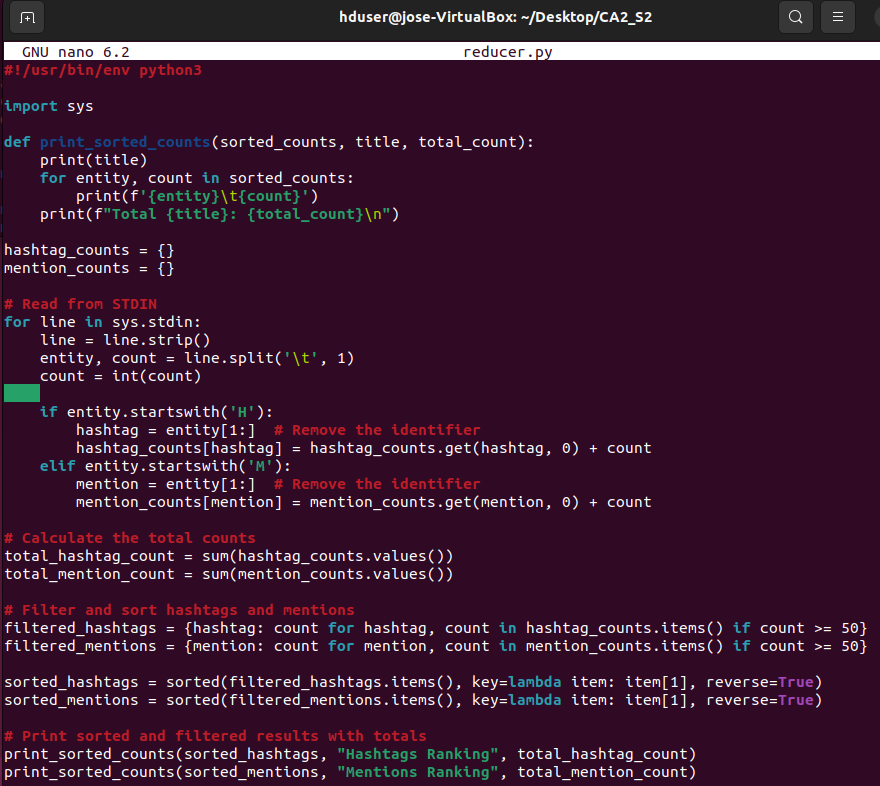 hduser@jose-VirtualBox: ~/Desktop/CA2_S2
GNU nano 6.2 reducer.py
#!/usr/bin/env python3

import sys

def print_sorted_counts(sorted_counts, title, total_count):
    print(title)
    for entity, count in sorted_counts:
        print(f'{entity}\t{count}')
    print(f"Total {title}: {total_count}\n")

hashtag_counts = {}
mention_counts = {}

# Read from STDIN
for line in sys.stdin:
    line = line.strip()
    entity, count = line.split('\t', 1)
    count = int(count)

    if entity.startswith('H'):
        hashtag = entity[1:]  # Remove the identifier
        hashtag_counts[hashtag] = hashtag_counts.get(hashtag, 0) + count
    elif entity.startswith('M'):
        mention = entity[1:]  # Remove the identifier
        mention_counts[mention] = mention_counts.get(mention, 0) + count

# Calculate the total counts
total_hashtag_count = sum(hashtag_counts.values())
total_mention_count = sum(mention_counts.values())

# Filter and sort hashtags and mentions
filtered_hashtags = {hashtag: count for hashtag, count in hashtag_counts.items() if count >= 50}
filtered_mentions = {mention: count for mention, count in mention_counts.items() if count >= 50}

sorted_hashtags = sorted(filtered_hashtags.items(), key=lambda item: item[1], reverse=True)
sorted_mentions = sorted(filtered_mentions.items(), key=lambda item: item[1], reverse=True)

# Print sorted and filtered results with totals
print_sorted_counts(sorted_hashtags, "Hashtags Ranking", total_hashtag_count)
print_sorted_counts(sorted_mentions, "Mentions Ranking", total_mention_count)